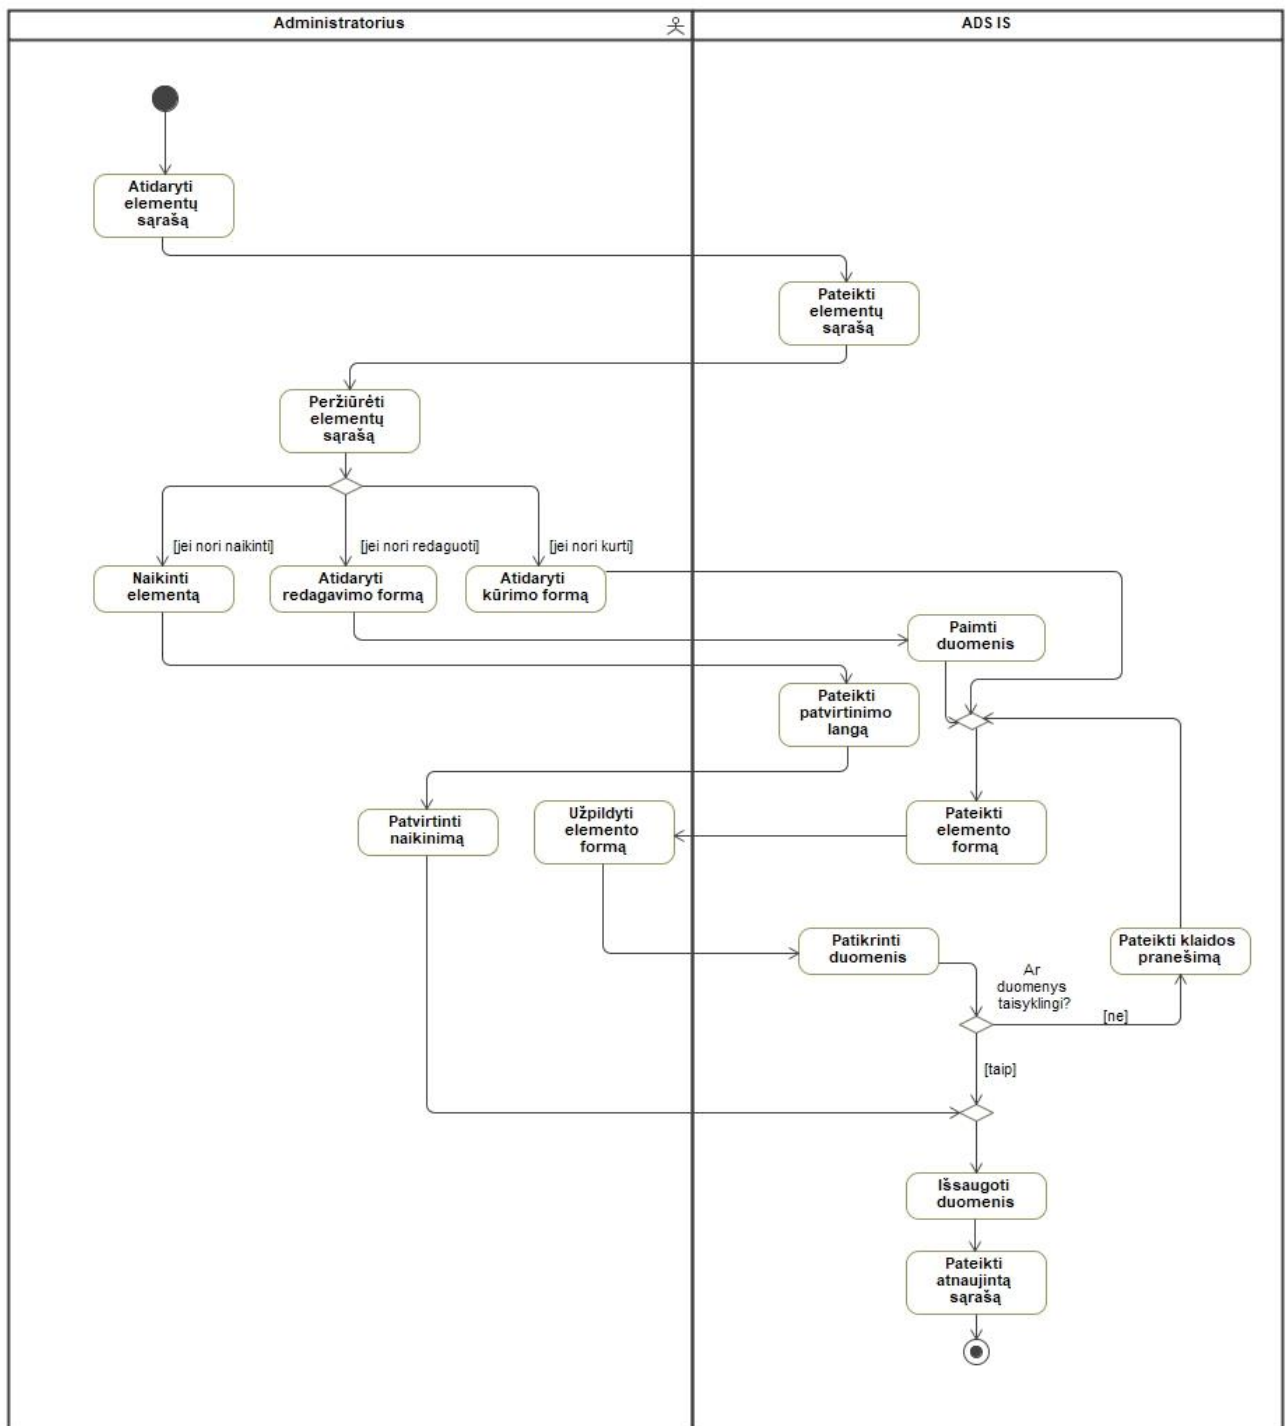 Administratorius
ADS IS
Atidaryti
elementų
sąrašą
Pateikti
elementų
sąrašą
Peržiūrėti
elementų
sąrašą
[jei nori naikinti]
[jei nori redaguoti]
[jei nori kurti]
Naikinti
elementą
Atidaryti
redagavimo formą
Atidaryti
kūrimo formą
Paimti
duomenis
Pateikti
patvirtinimo
langą
Patvirtinti
naikinimą
Užpildyti
elemento
formą
Pateikti
elemento
formą
Patikrinti
duomenis
Pateikti klaidos
pranešimą
Ar
duomenys
taisyklingi?
[ne]
[taip]
Išsaugoti
duomenis
Pateikti
atnaujintą
sąrašą